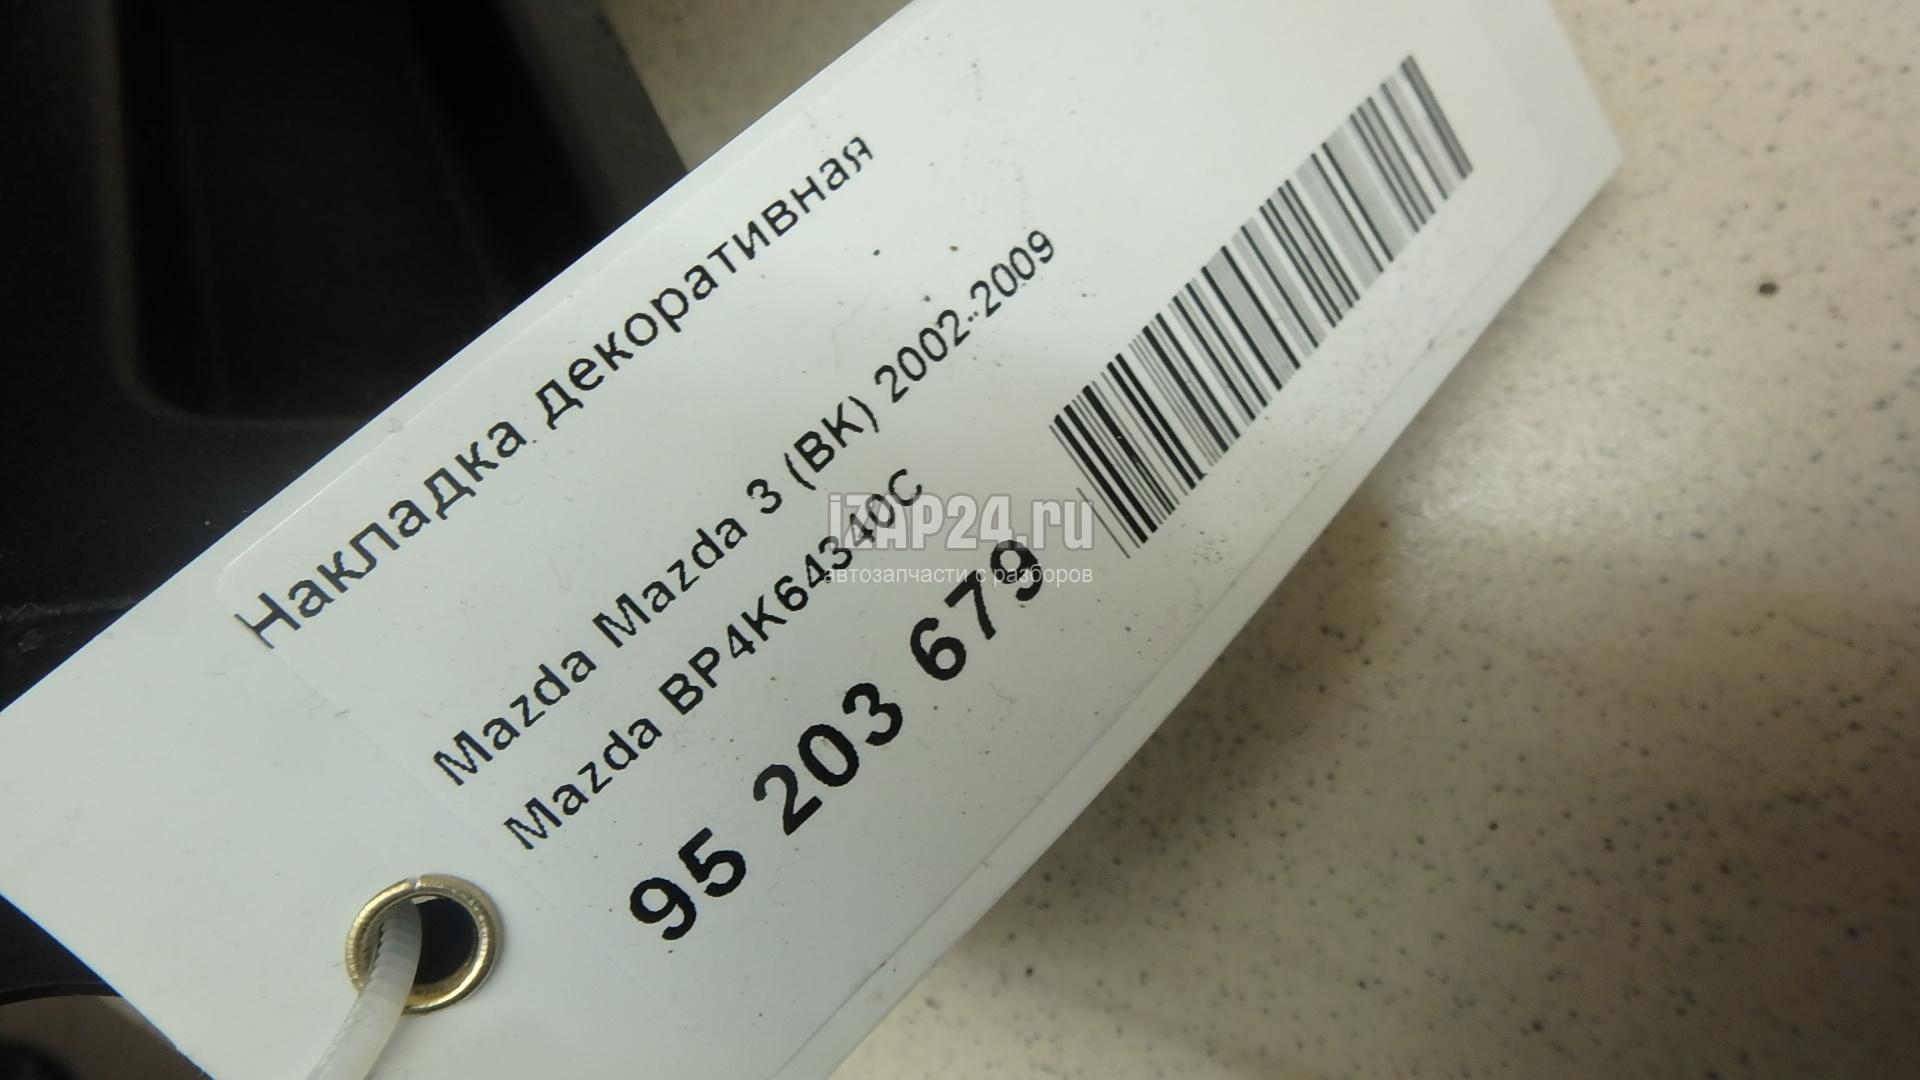 Накладка декоративная
Mazda Mazda 3 (BK) 2002-2009
Mazda BP4K64340C
95 203 679
iZAP24.ru
автозапчасти с разборов